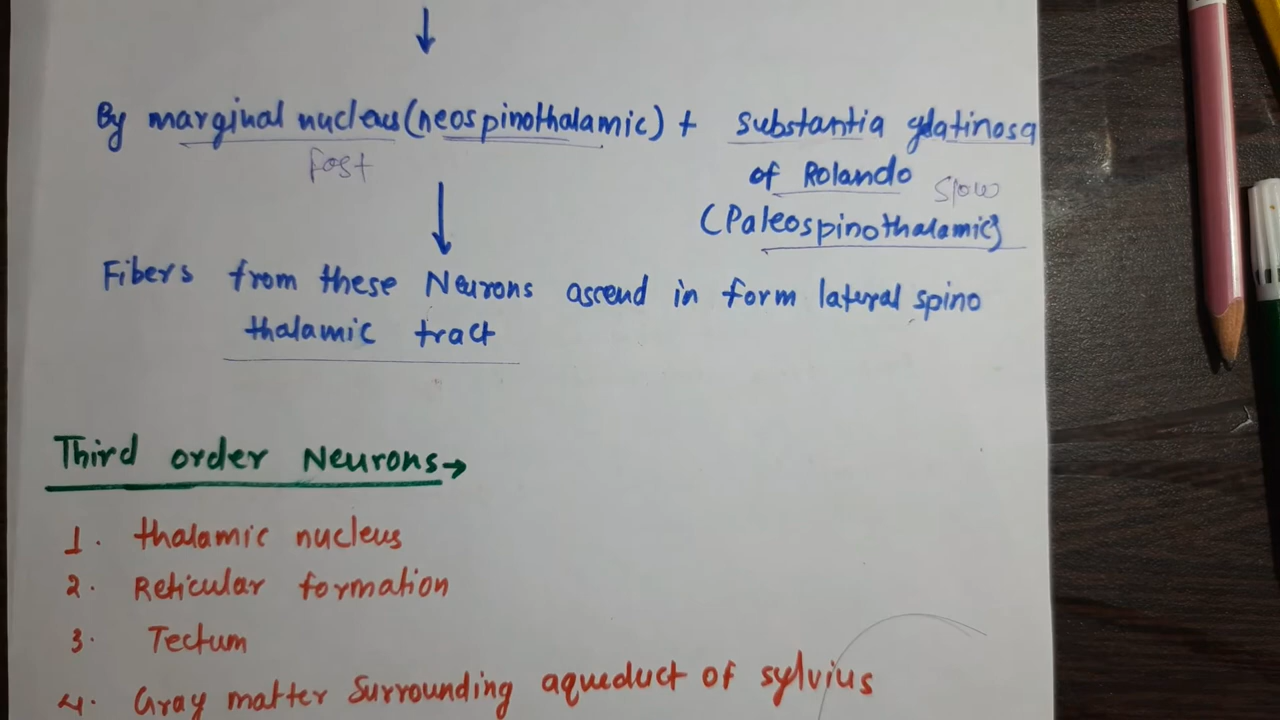 By marginal nucleus (neospinothalamic) + substantia gelatinosa
fast
of Rolando
slow
(Paleospinothalamic)
Fibers from these Neurons ascend in form lateral spino
thalamic tract
Third order Neurons→
1. thalamic nucleus
2. Reticular formation
3. Tectum
4. Gray matter surrounding aqueduct of sylvius